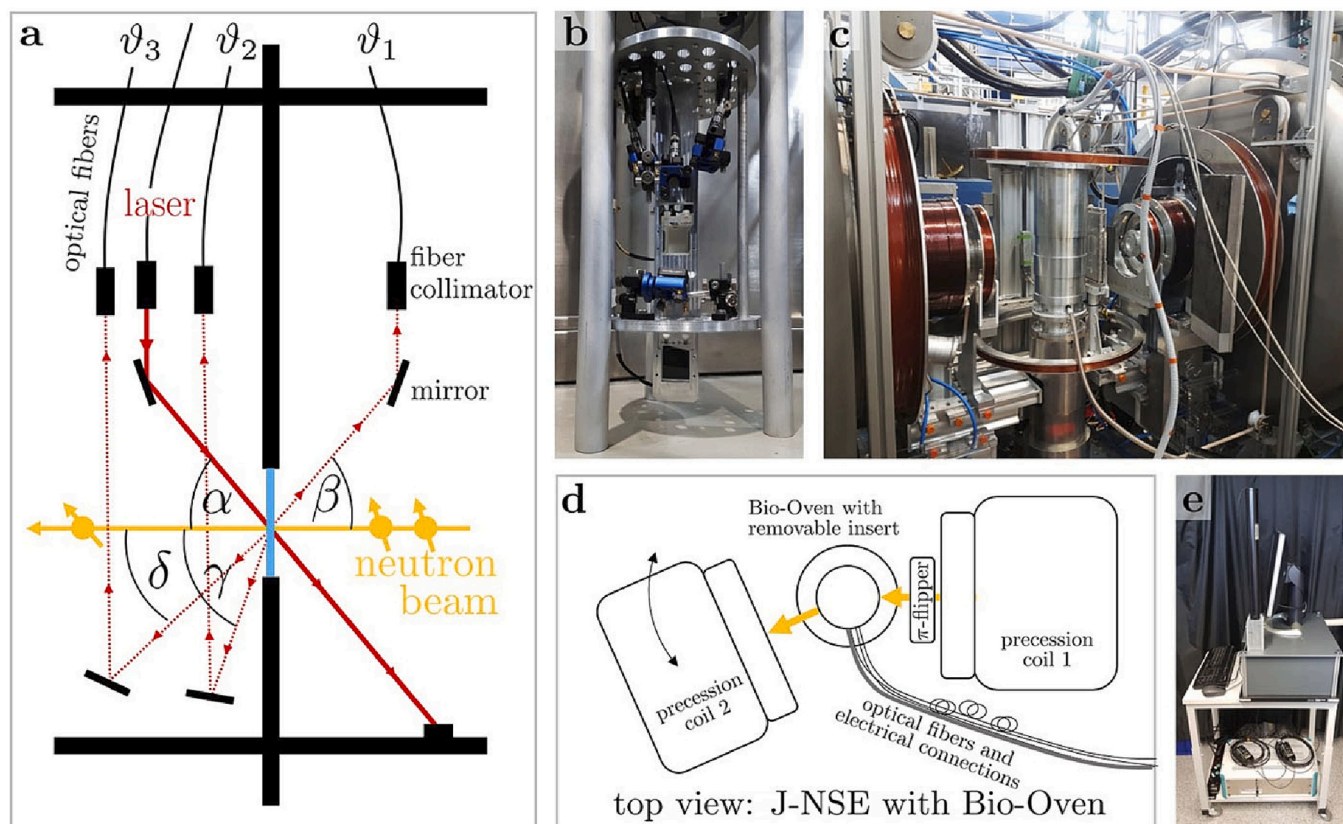 a
ϑ3
ϑ2
ϑ1
optical fibers
laser
fiber
collimator
mirror
α
β
δ
γ
neutron
beam
b
c
d
Bio-Oven with
removable insert
π-flipper
precession
coil 1
precession
coil 2
optical fibers and
electrical connections
top view: J-NSE with Bio-Oven
e